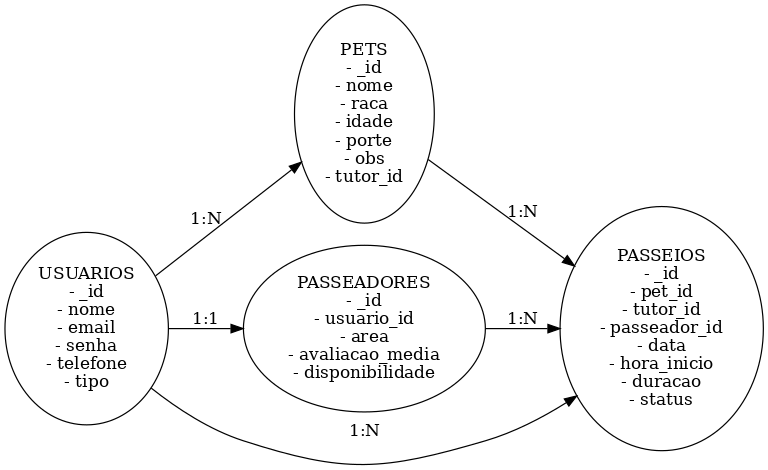 PETS
- _id
- nome
- raca
- idade
- porte
- obs
- tutor_id
1:N
1:N
USUARIOS
- _id
- nome
- email
- senha
- telefone
- tipo
1:1
PASSEADORES
- _id
- usuario_id
- area
- avaliacao_media
- disponibilidade
1:N
PASSEIOS
- _id
- pet_id
- tutor_id
- passeador_id
- data
- hora_inicio
- duracao
- status
1:N